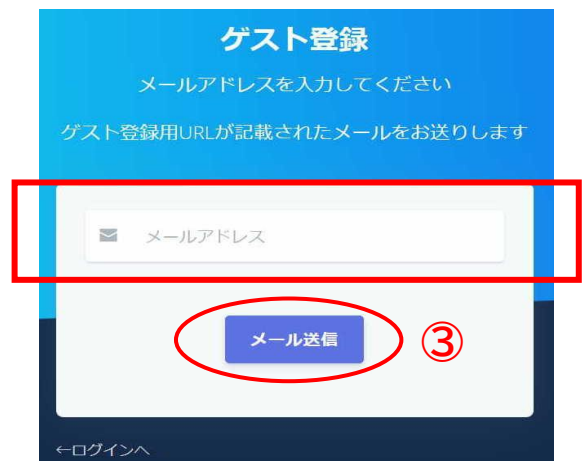 ゲスト登録
メールアドレスを入力してください
ゲスト登録用URLが記載されたメールをお送りします
メールアドレス
メール送信 ③
←ログインへ